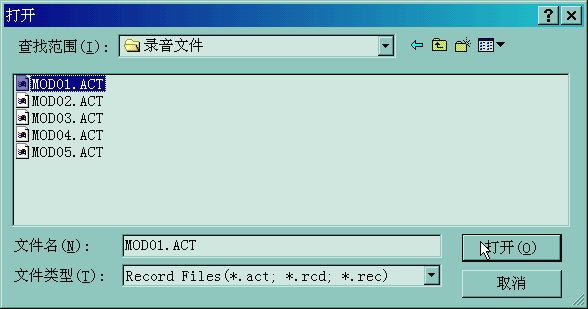 打开
查找范围(I): 录音文件
MOD01.ACT
MOD02.ACT
MOD03.ACT
MOD04.ACT
MOD05.ACT
文件名(N): MOD01.ACT 打开(O)
文件类型(T): Record Files(*.act; *.rcd; *.rec) 取消